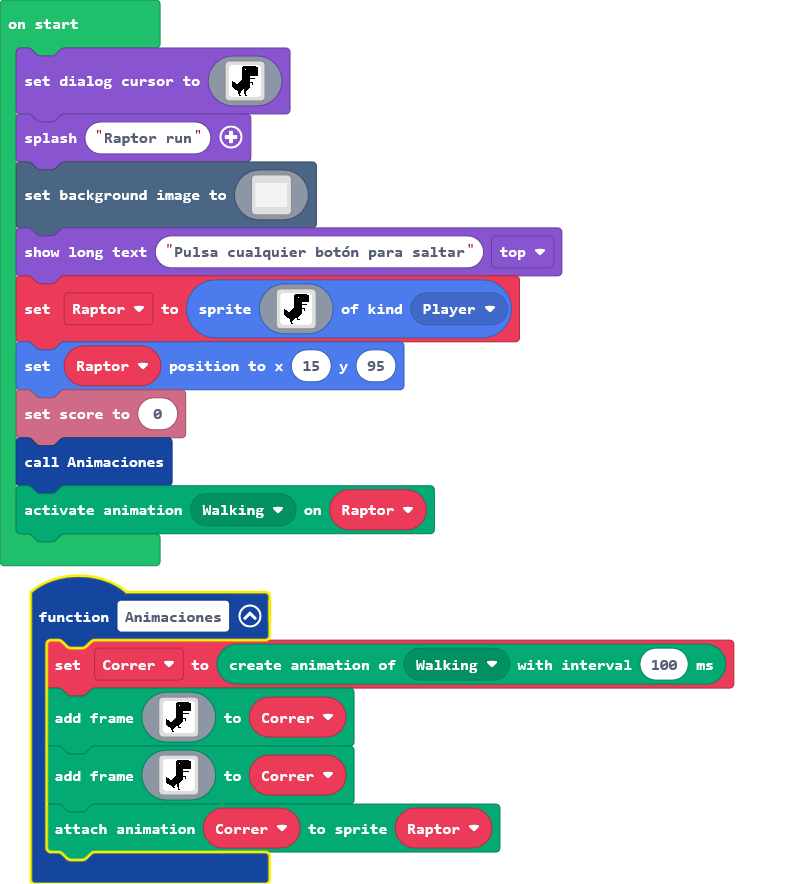 on start
set dialog cursor to
splash "Raptor run"
set background image to
show long text "Pulsa cualquier botón para saltar" top
set Raptor to sprite of kind Player
set Raptor position to x 15 y 95
set score to 0
call Animaciones
activate animation Walking on Raptor
function Animaciones
set Correr to create animation of Walking with interval 100 ms
add frame to Correr
add frame to Correr
attach animation Correr to sprite Raptor